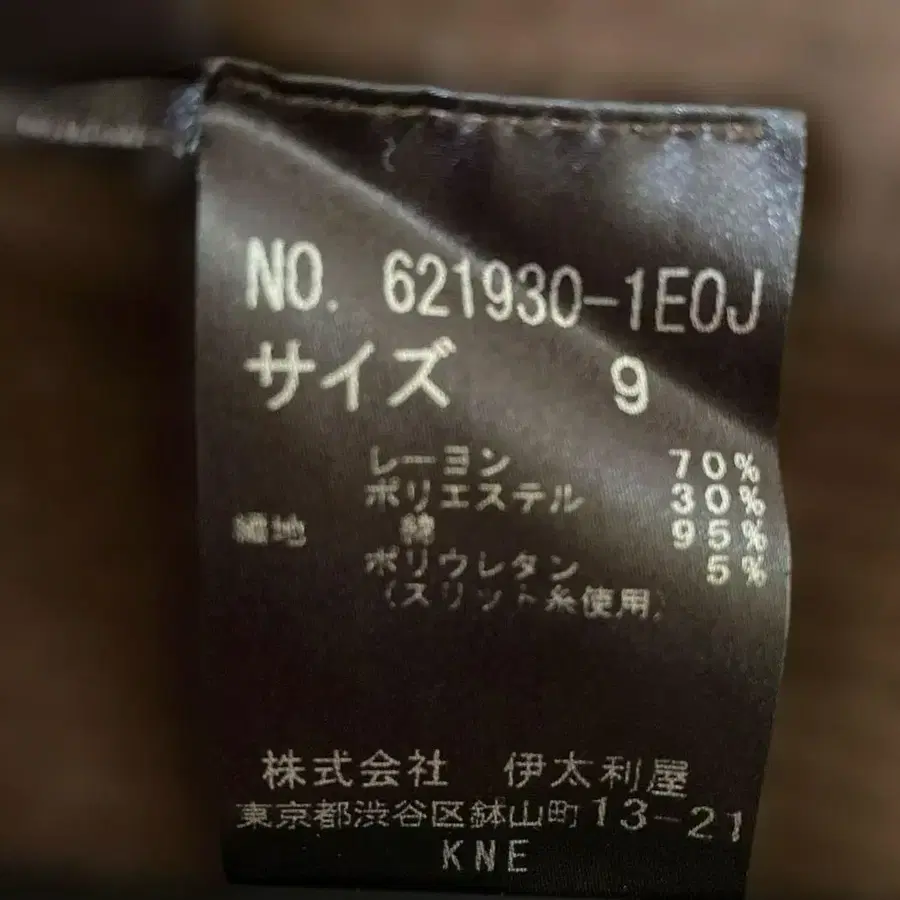 NO. 621930-1E0J
サイズ 9
レーヨン 70%
ポリエステル 30%
編地 綿 95%
ポリウレタン 5%
(スリット糸使用)
株式会社 伊太利屋
東京都渋谷区鉢山町13-21
KNE